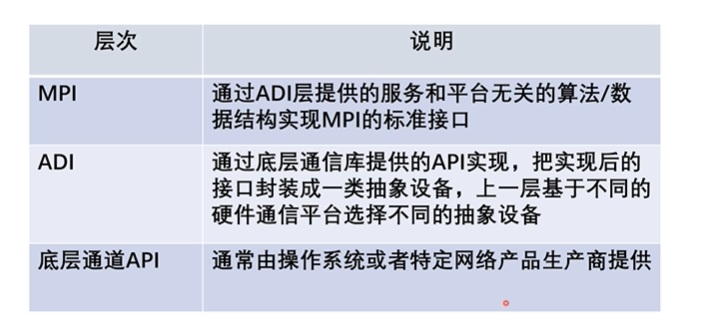 层次 说明
MPI 通过ADI层提供的服务和平台无关的算法/数
据结构实现MPI的标准接口
ADI 通过底层通信库提供的API实现，把实现后的
接口封装成一类抽象设备，上一层基于不同的
硬件通信平台选择不同的抽象设备
底层通道API 通常由操作系统或者特定网络产品生产商提供